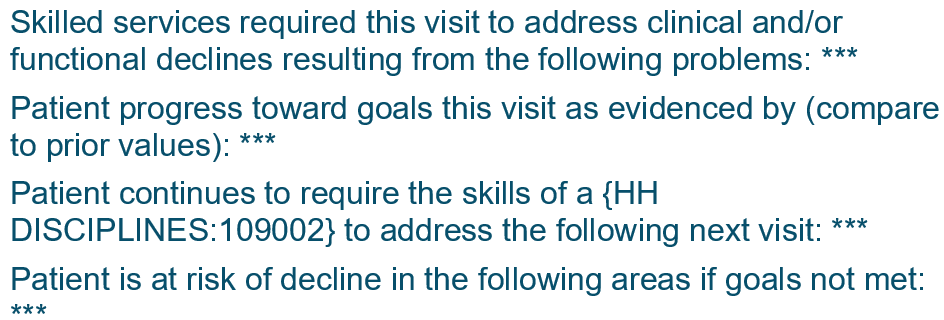 Skilled services required this visit to address clinical and/or
functional declines resulting from the following problems: ***
Patient progress toward goals this visit as evidenced by (compare
to prior values): ***
Patient continues to require the skills of a {HH
DISCIPLINES:109002} to address the following next visit: ***
Patient is at risk of decline in the following areas if goals not met:
***